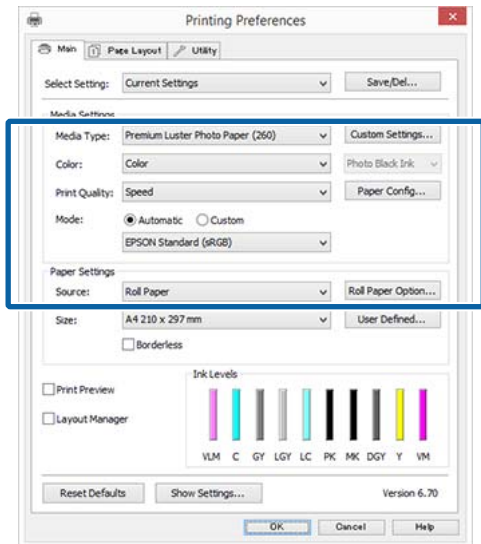 Printing Preferences
Main Page Layout Utility
Select Setting: Current Settings Save/Del...
Media Settings
Media Type: Premium Luster Photo Paper (260) Custom Settings...
Color: Color Photo Black Ink
Print Quality: Speed Paper Config...
Mode: Automatic Custom
EPSON Standard (sRGB)
Paper Settings
Source: Roll Paper Roll Paper Option...
Size: A4 210 x 297 mm User Defined...
Borderless
Ink Levels
Print Preview
Layout Manager
VLM C GY LGY LC PK MK DGY Y VM
Reset Defaults Show Settings... Version 6.70
OK Cancel Help